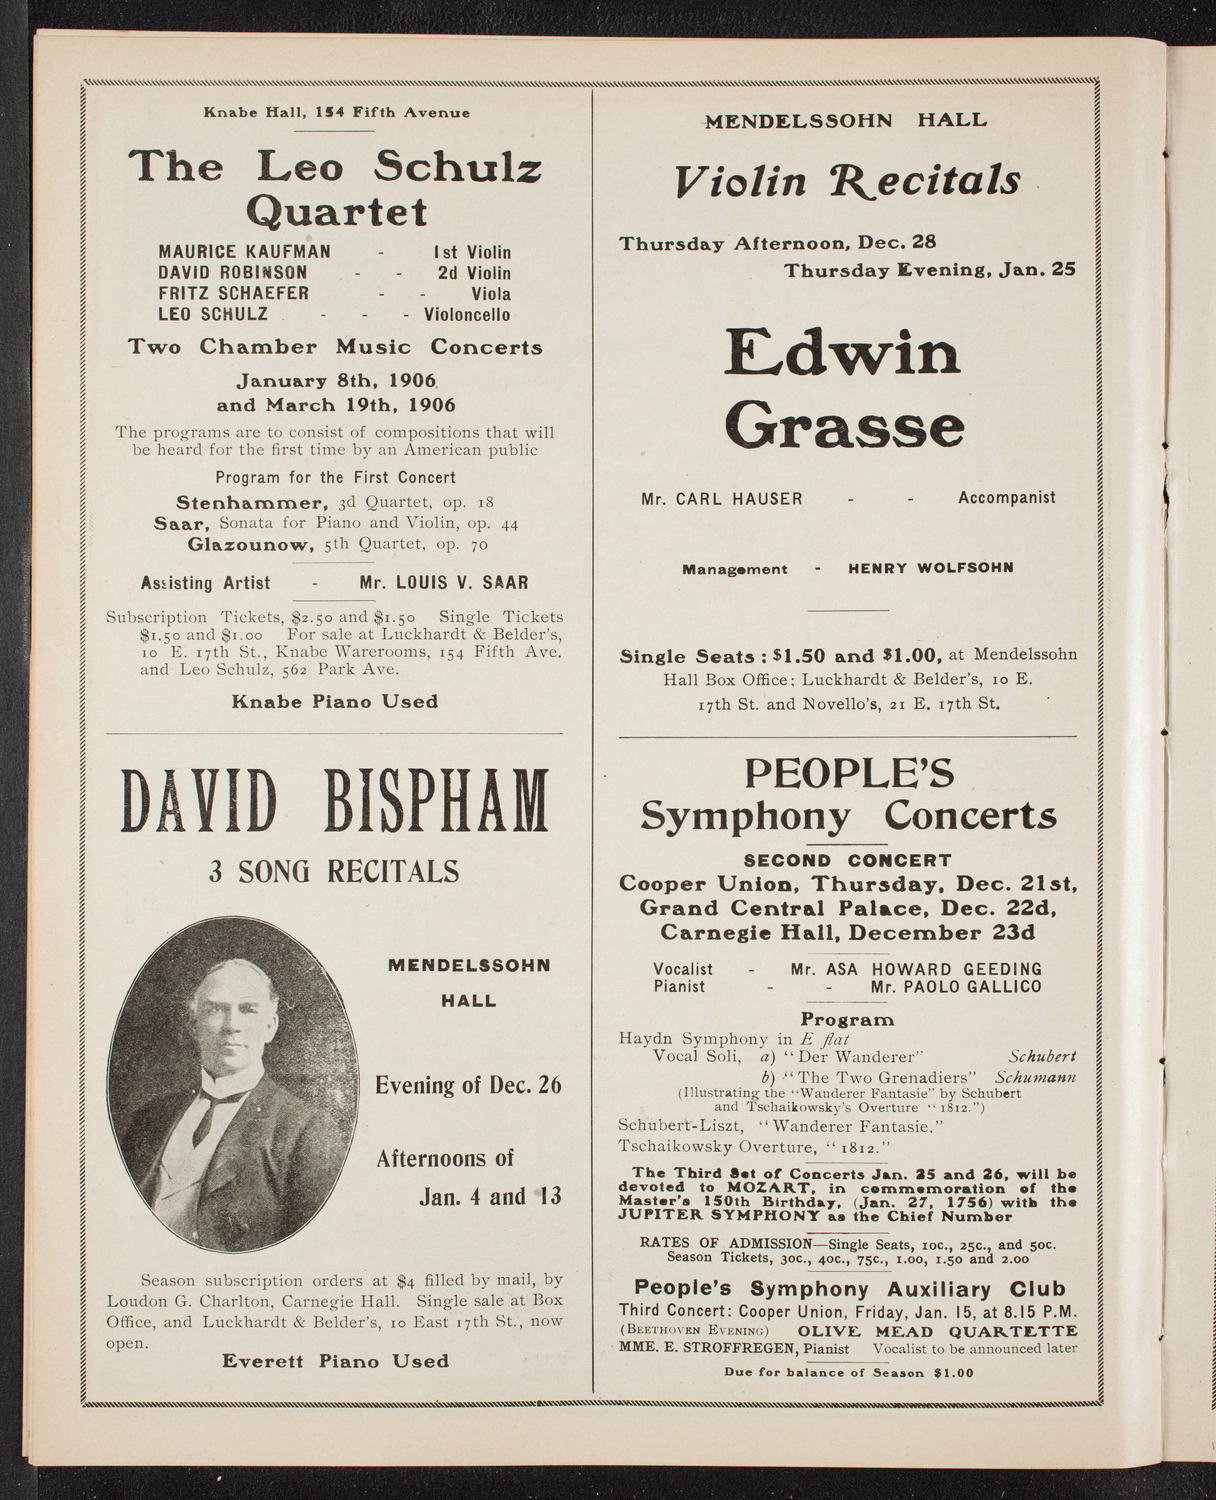 Knabe Hall, 154 Fifth Avenue
The Leo Schulz
Quartet
MAURICE KAUFMAN - 1st Violin
DAVID ROBINSON - - 2d Violin
FRITZ SCHAEFER - - Viola
LEO SCHULZ - - - Violoncello
Two Chamber Music Concerts
January 8th, 1906
and March 19th, 1906
The programs are to consist of compositions that will
be heard for the first time by an American public
Program for the First Concert
Stenhammer, 3d Quartet, op. 18
Saar, Sonata for Piano and Violin, op. 44
Glazounow, 5th Quartet, op. 70
Assisting Artist - Mr. LOUIS V. SAAR
Subscription Tickets, $2.50 and $1.50 Single Tickets
$1.50 and $1.00 For sale at Luckhardt & Belder's,
10 E. 17th St., Knabe Warerooms, 154 Fifth Ave.
and Leo Schulz, 562 Park Ave.
Knabe Piano Used
DAVID BISPHAM
3 SONG RECITALS
MENDELSSOHN
HALL
Evening of Dec. 26
Afternoons of
Jan. 4 and 13
Season subscription orders at $4 filled by mail, by
Loudon G. Charlton, Carnegie Hall. Single sale at Box
Office, and Luckhardt & Belder's, 10 East 17th St., now
open.
Everett Piano Used
MENDELSSOHN HALL
Violin Recitals
Thursday Afternoon, Dec. 28
Thursday Evening, Jan. 25
Edwin
Grasse
Mr. CARL HAUSER - - Accompanist
Management - HENRY WOLFSOHN
Single Seats: $1.50 and $1.00, at Mendelssohn
Hall Box Office: Luckhardt & Belder's, 10 E.
17th St. and Novello's, 21 E. 17th St.
PEOPLE'S
Symphony Concerts
SECOND CONCERT
Cooper Union, Thursday, Dec. 21st,
Grand Central Palace, Dec. 22d,
Carnegie Hall, December 23d
Vocalist - Mr. ASA HOWARD GEEDING
Pianist - - Mr. PAOLO GALLICO
Program
Haydn Symphony in E flat
Vocal Soli, a) "Der Wanderer" Schubert
b) "The Two Grenadiers" Schumann
(Illustrating the "Wanderer Fantasie" by Schubert
and Tschaikowsky's Overture "1812.")
Schubert-Liszt, "Wanderer Fantasie."
Tschaikowsky Overture, "1812."
The Third Set of Concerts Jan. 25 and 26, will be
devoted to MOZART, in commemoration of the
Master's 150th Birthday, (Jan. 27, 1756) with the
JUPITER SYMPHONY as the Chief Number
RATES OF ADMISSION—Single Seats, 10c., 25c., and 50c.
Season Tickets, 30c., 40c., 75c., 1.00, 1.50 and 2.00
People's Symphony Auxiliary Club
Third Concert: Cooper Union, Friday, Jan. 15, at 8.15 P.M.
(BEETHOVEN EVENING) OLIVE MEAD QUARTETTE
MME. E. STROFFREGEN, Pianist Vocalist to be announced later
Due for balance of Season $1.00